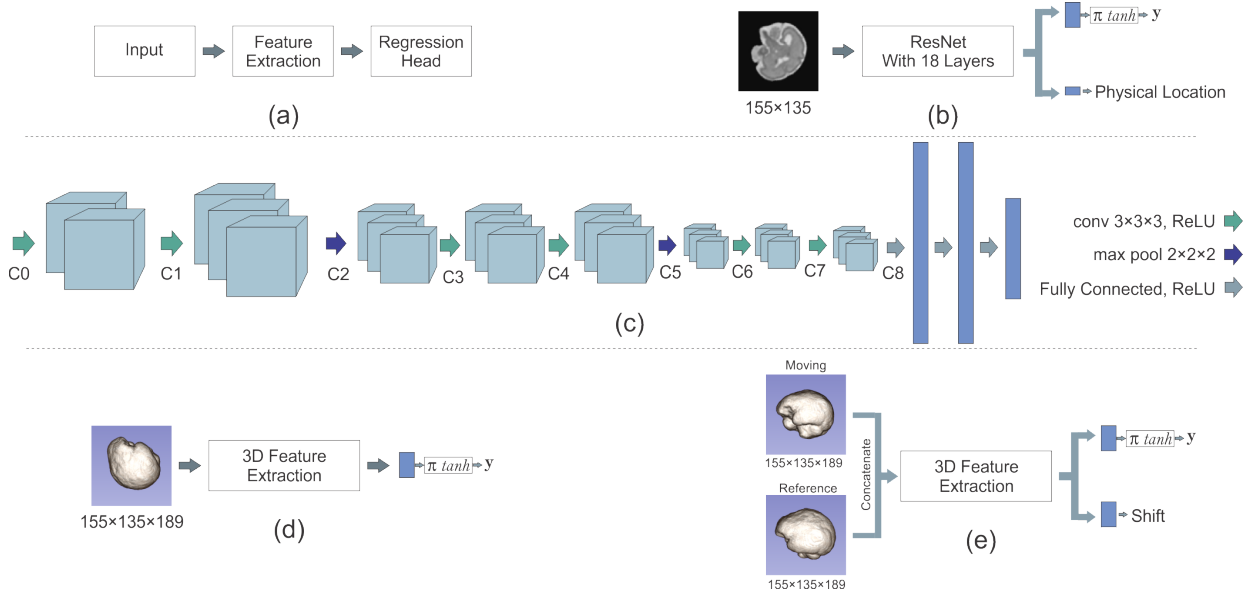 Input
Feature
Extraction
Regression
Head
(a)
155×135
ResNet
With 18 Layers
π tanh
y
Physical Location
(b)
C0
C1
C2
C3
C4
C5
C6
C7
C8
conv 3×3×3, ReLU
max pool 2×2×2
Fully Connected, ReLU
(c)
155×135×189
3D Feature
Extraction
π tanh
y
(d)
Moving
155×135×189
Reference
155×135×189
Concatenate
3D Feature
Extraction
π tanh
y
Shift
(e)